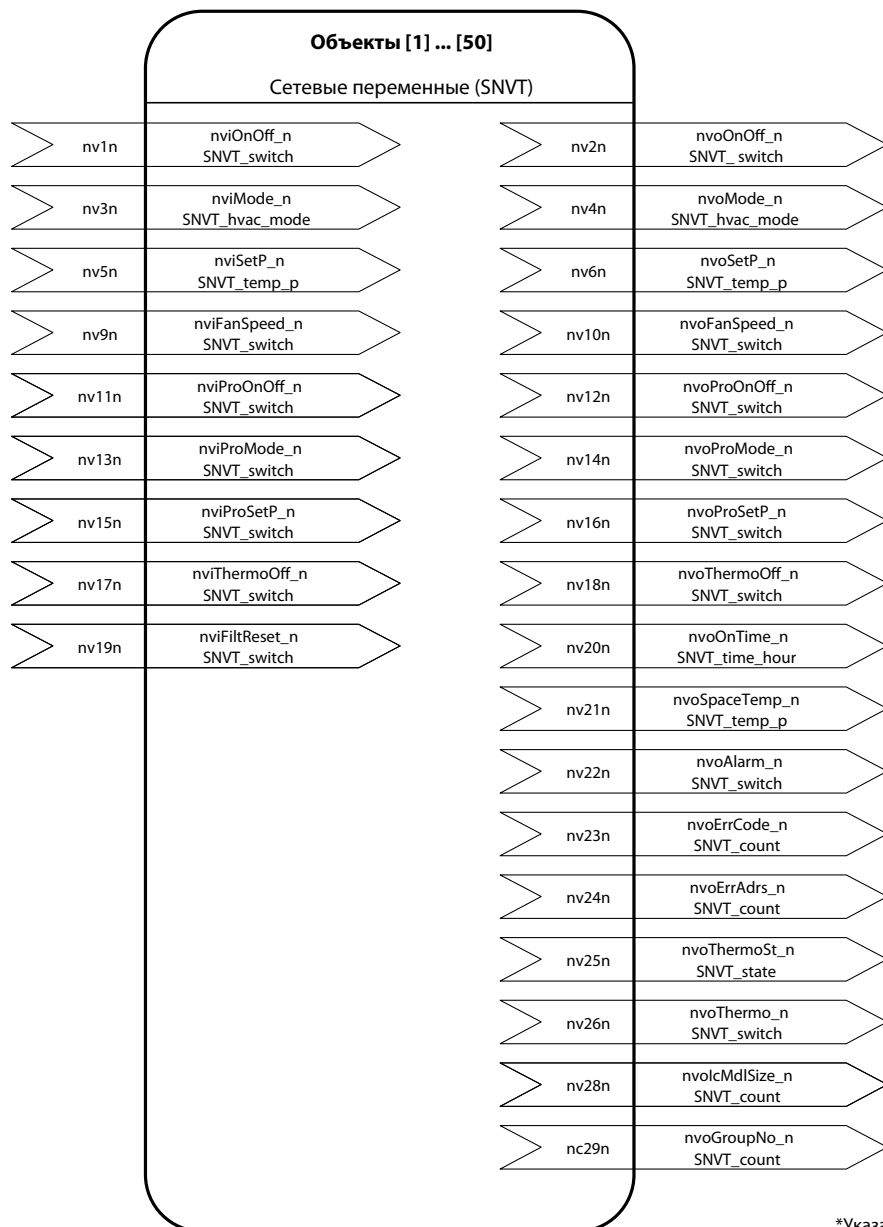 Объекты [1] ... [50]
Сетевые переменные (SNVT)
nv1n
nviOnOff_n
SNVT_switch
nv2n
nvoOnOff_n
SNVT_ switch
nv3n
nviMode_n
SNVT_hvac_mode
nv4n
nvoMode_n
SNVT_hvac_mode
nv5n
nviSetP_n
SNVT_temp_p
nv6n
nvoSetP_n
SNVT_temp_p
nv9n
nviFanSpeed_n
SNVT_switch
nv10n
nvoFanSpeed_n
SNVT_switch
nv11n
nviProOnOff_n
SNVT_switch
nv12n
nvoProOnOff_n
SNVT_switch
nv13n
nviProMode_n
SNVT_switch
nv14n
nvoProMode_n
SNVT_switch
nv15n
nviProSetP_n
SNVT_switch
nv16n
nvoProSetP_n
SNVT_switch
nv17n
nviThermoOff_n
SNVT_switch
nv18n
nvoThermoOff_n
SNVT_switch
nv19n
nviFiltReset_n
SNVT_switch
nv20n
nvoOnTime_n
SNVT_time_hour
nv21n
nvoSpaceTemp_n
SNVT_temp_p
nv22n
nvoAlarm_n
SNVT_switch
nv23n
nvoErrCode_n
SNVT_count
nv24n
nvoErrAdrs_n
SNVT_count
nv25n
nvoThermoSt_n
SNVT_state
nv26n
nvoThermo_n
SNVT_switch
nv28n
nvoIcMdlSize_n
SNVT_count
nc29n
nvoGroupNo_n
SNVT_count